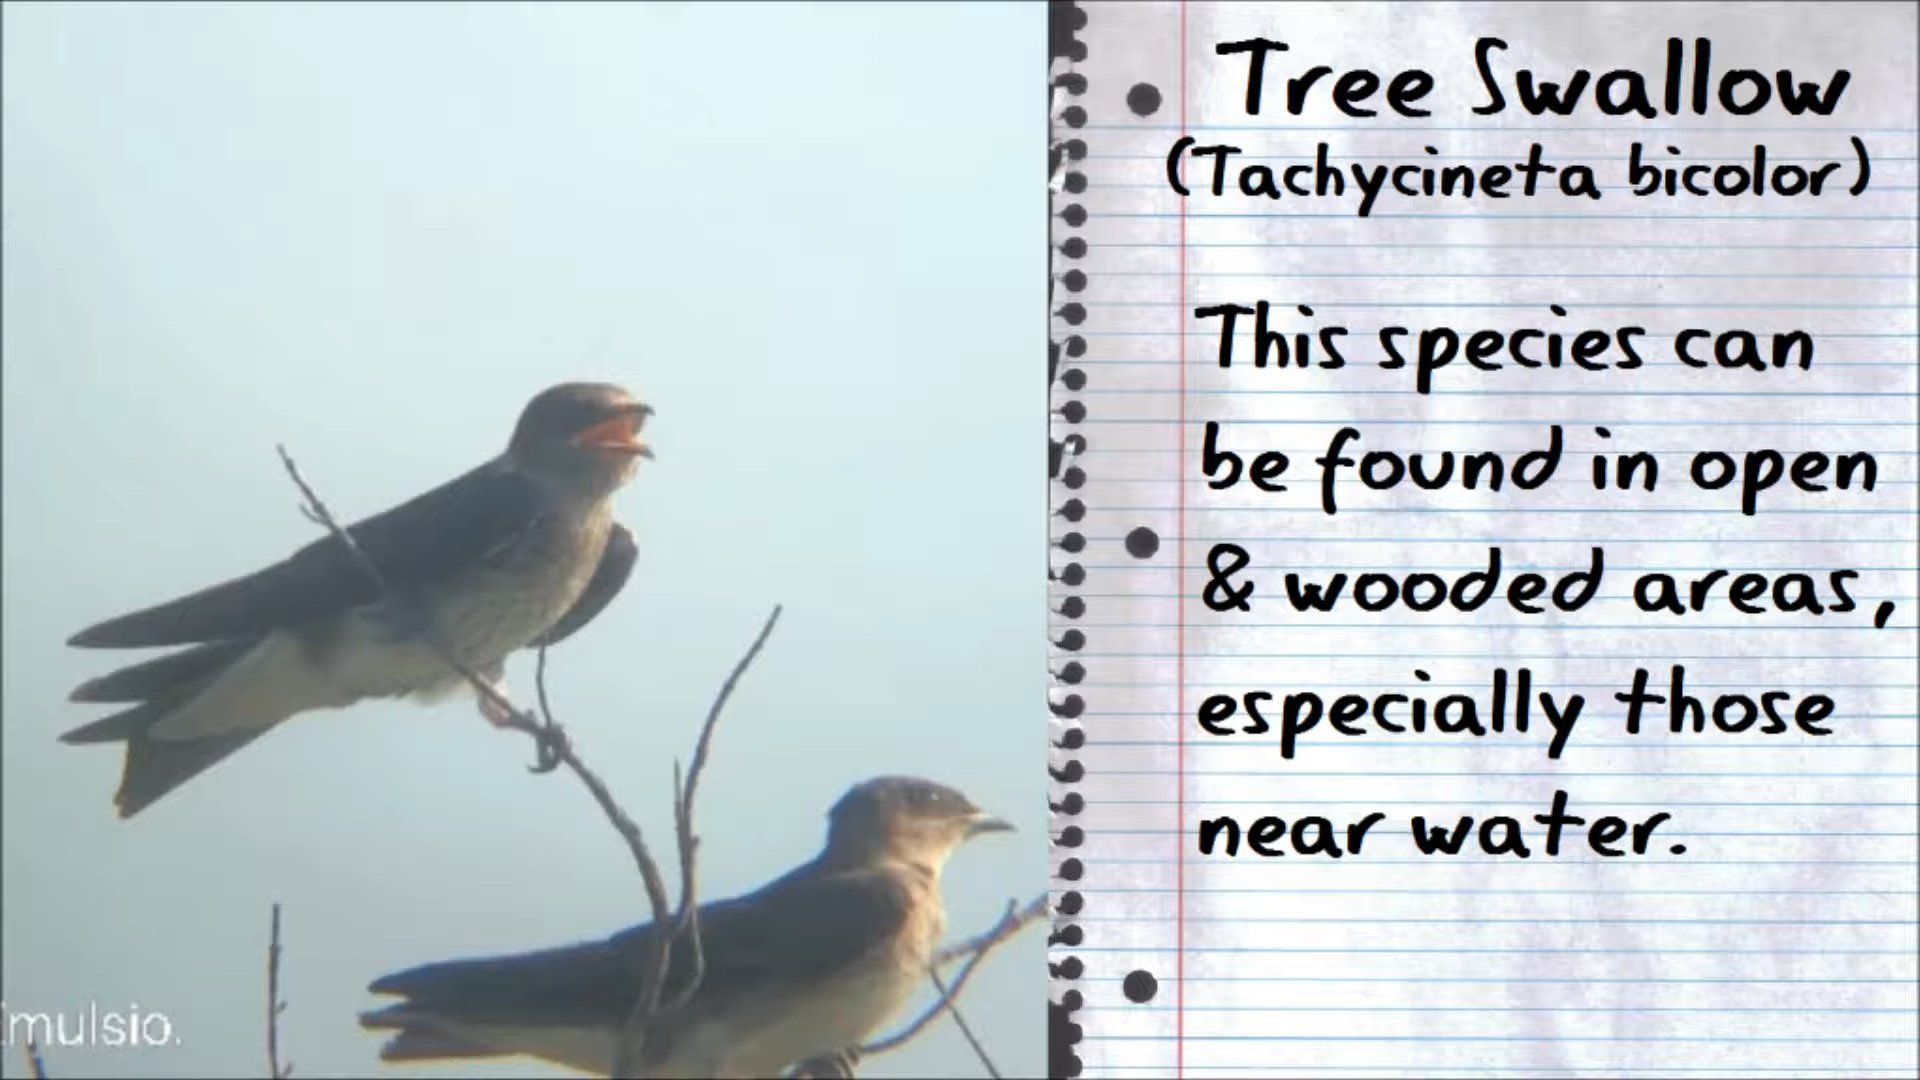 Tree Swallow
(Tachycineta bicolor)
This species can
be found in open
& wooded areas,
especially those
near water.
mulsio.